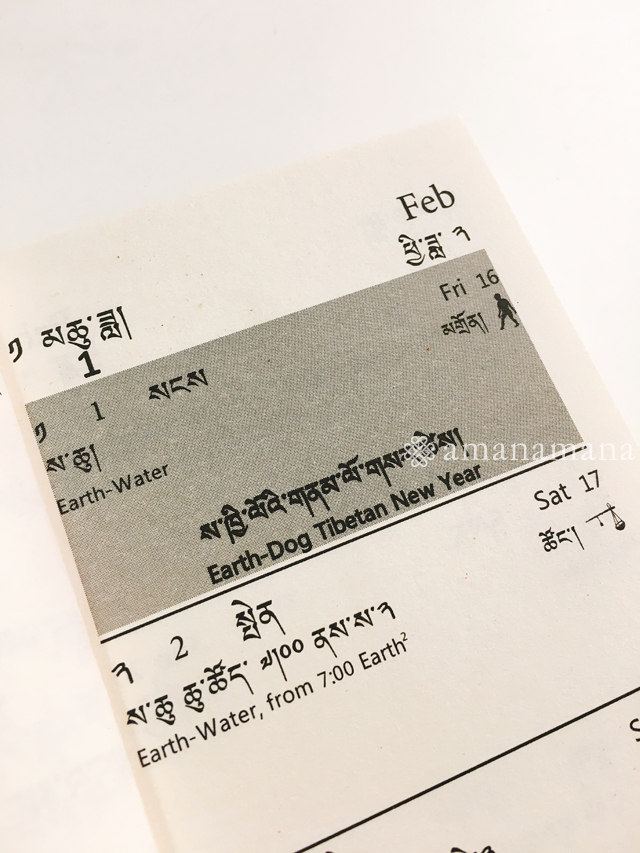 Feb
ཕྱི་ཟླ་ ༢
༡ མཆུ་ཟླ།
1
Fri 16
མགྲོན།
༡ 1 སངས
ས་ཆུ།
Earth-Water
ས་ཁྱི་ལོའི་གནམ་ལོ་གསར་ཚེས།
Earth-Dog Tibetan New Year
amanamana
Sat 17
ཚོང།
༢ 2 སྤེན
ས་ཆུ ཆུ་ཚོད་ ༧།༠༠ ནས་ས་༢
Earth-Water, from 7:00 Earth²
S